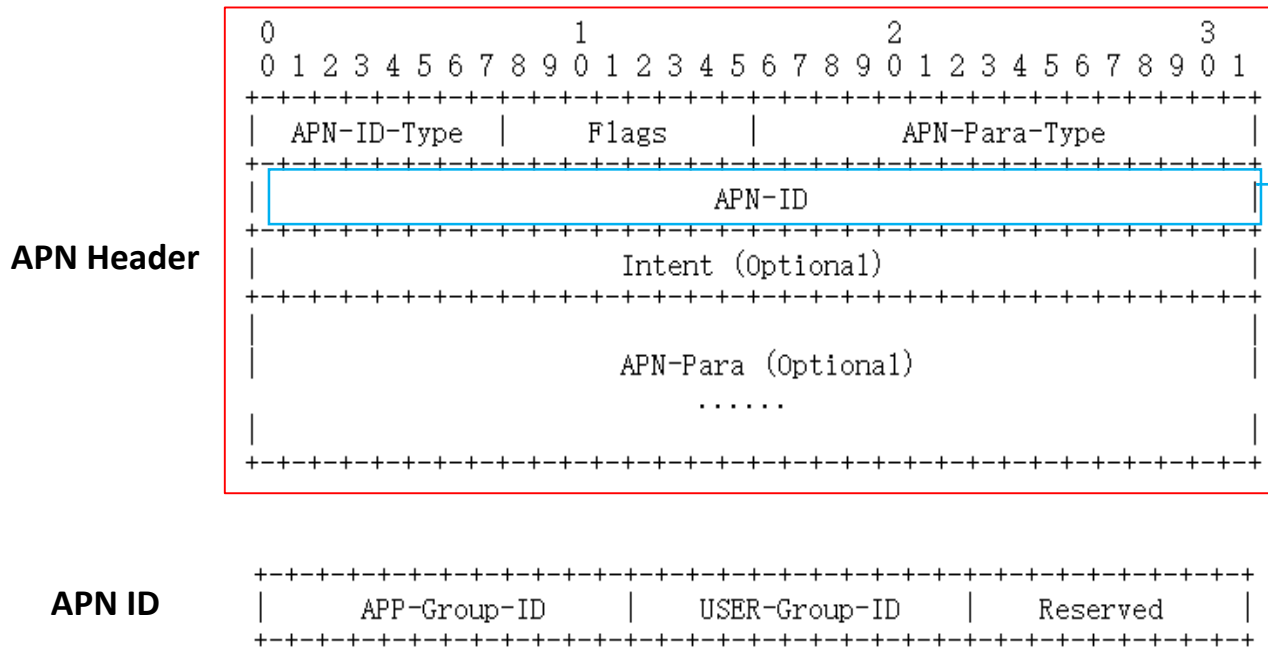 0                   1                   2                   3
0 1 2 3 4 5 6 7 8 9 0 1 2 3 4 5 6 7 8 9 0 1 2 3 4 5 6 7 8 9 0 1
+-+-+-+-+-+-+-+-+-+-+-+-+-+-+-+-+-+-+-+-+-+-+-+-+-+-+-+-+-+-+-+-+
| APN-ID-Type | Flags | APN-Para-Type |
+-+-+-+-+-+-+-+-+-+-+-+-+-+-+-+-+-+-+-+-+-+-+-+-+-+-+-+-+-+-+-+-+
| APN-ID |
+-+-+-+-+-+-+-+-+-+-+-+-+-+-+-+-+-+-+-+-+-+-+-+-+-+-+-+-+-+-+-+-+
APN Header
| Intent (Optional) |
+-+-+-+-+-+-+-+-+-+-+-+-+-+-+-+-+-+-+-+-+-+-+-+-+-+-+-+-+-+-+-+-+
| |
| APN-Para (Optional) |
......
| |
+-+-+-+-+-+-+-+-+-+-+-+-+-+-+-+-+-+-+-+-+-+-+-+-+-+-+-+-+-+-+-+-+
+-+-+-+-+-+-+-+-+-+-+-+-+-+-+-+-+-+-+-+-+-+-+-+-+-+-+-+-+-+-+-+-+
APN ID
| APP-Group-ID | USER-Group-ID | Reserved |
+-+-+-+-+-+-+-+-+-+-+-+-+-+-+-+-+-+-+-+-+-+-+-+-+-+-+-+-+-+-+-+-+